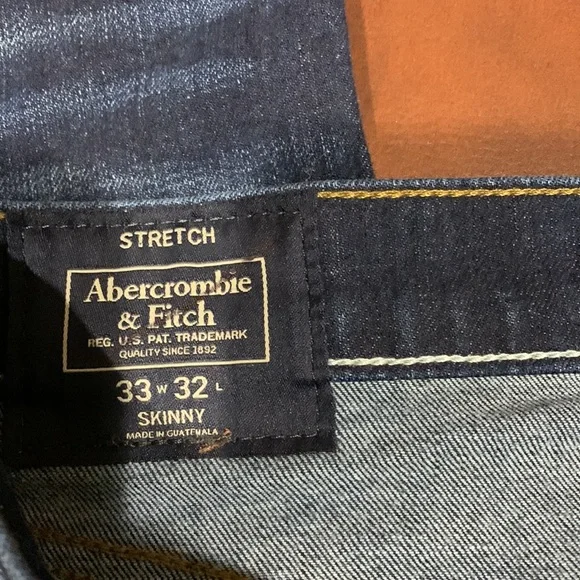 STRETCH
Abercrombie
& Fitch
REG. U.S. PAT. TRADEMARK
QUALITY SINCE 1892
33 W 32 L
SKINNY
MADE IN GUATEMALA